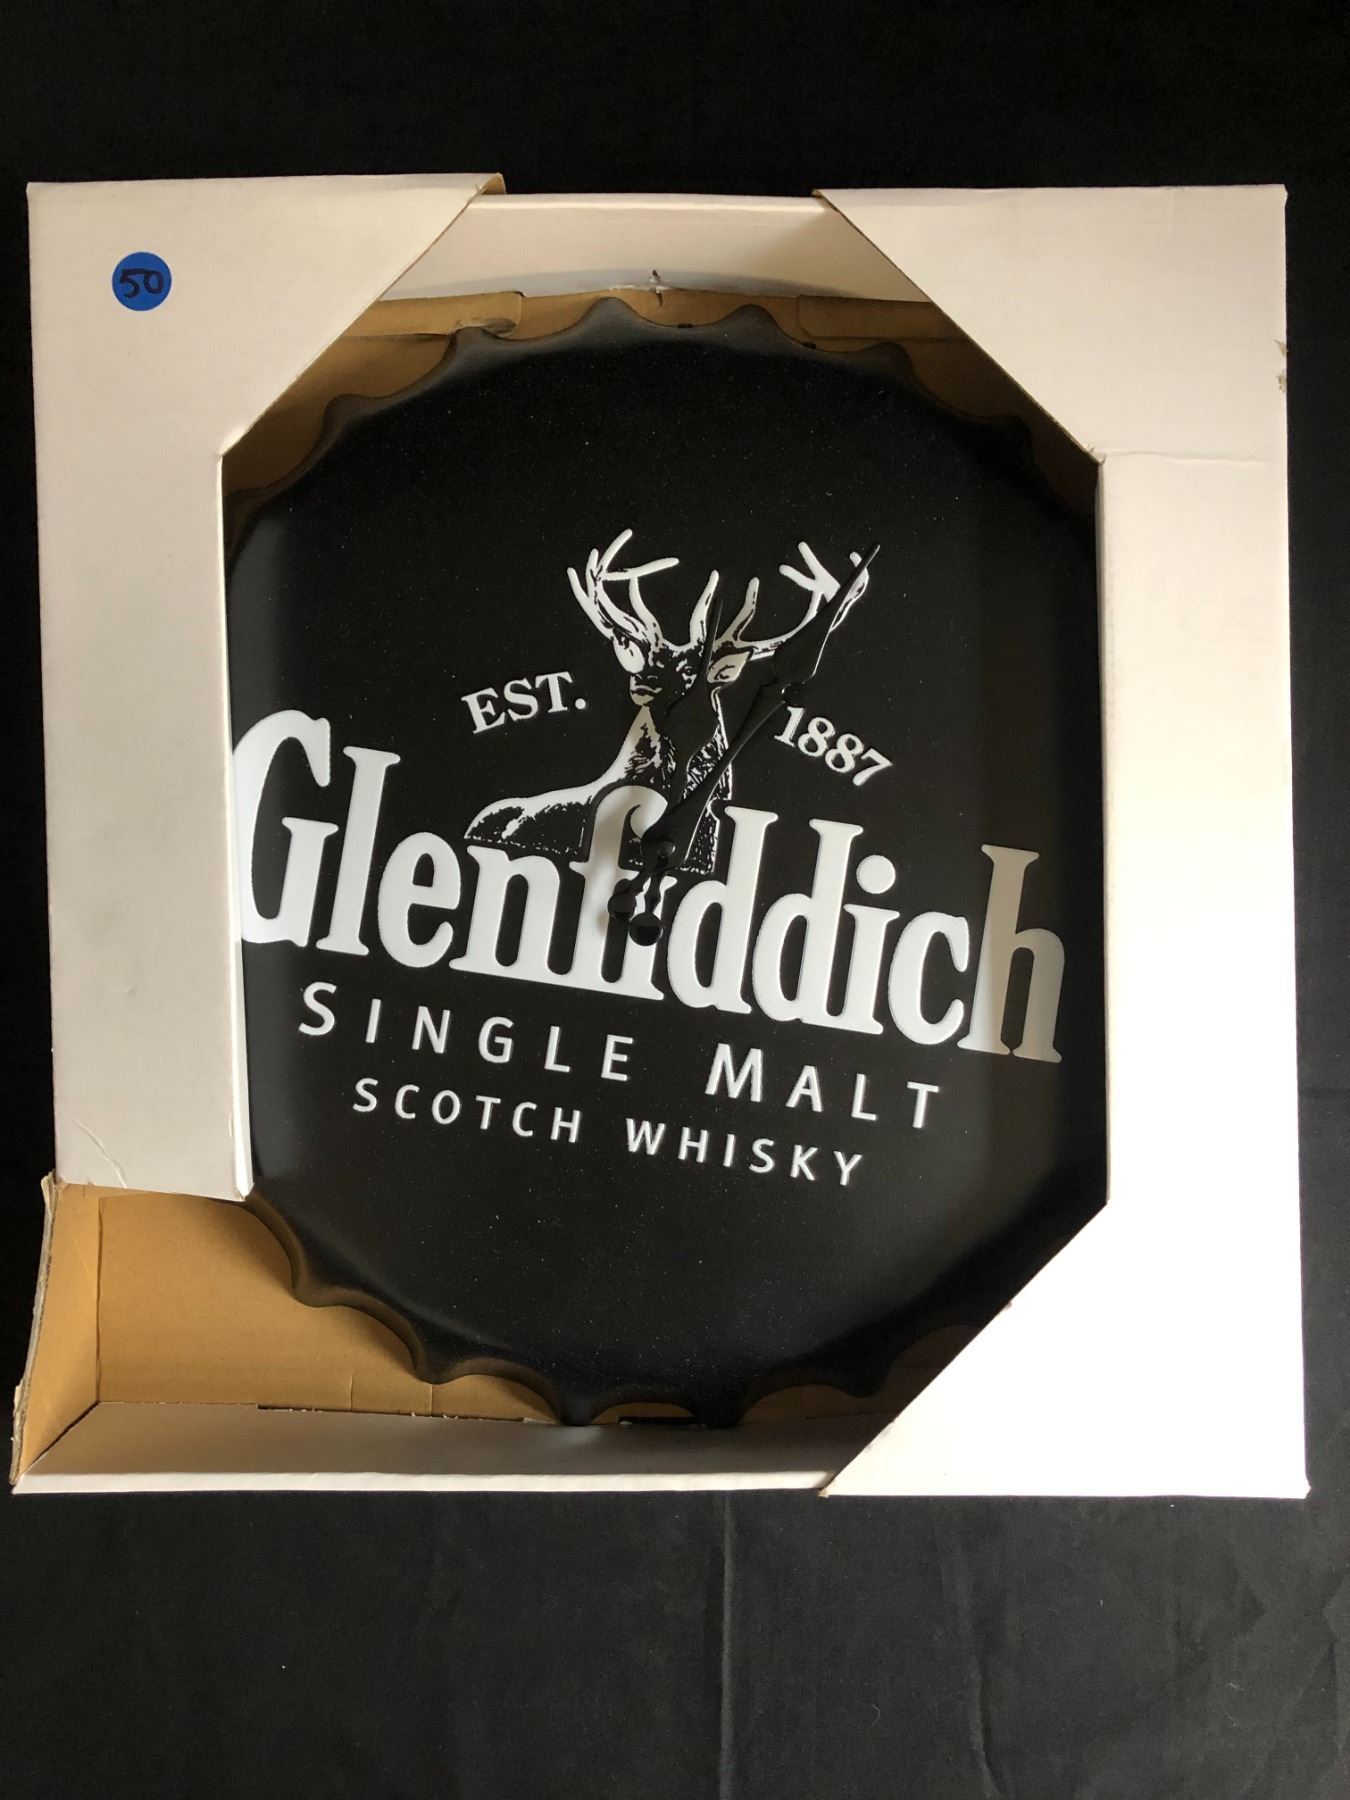 50
EST. 1887
Glenfiddich
SINGLE MALT
SCOTCH WHISKY